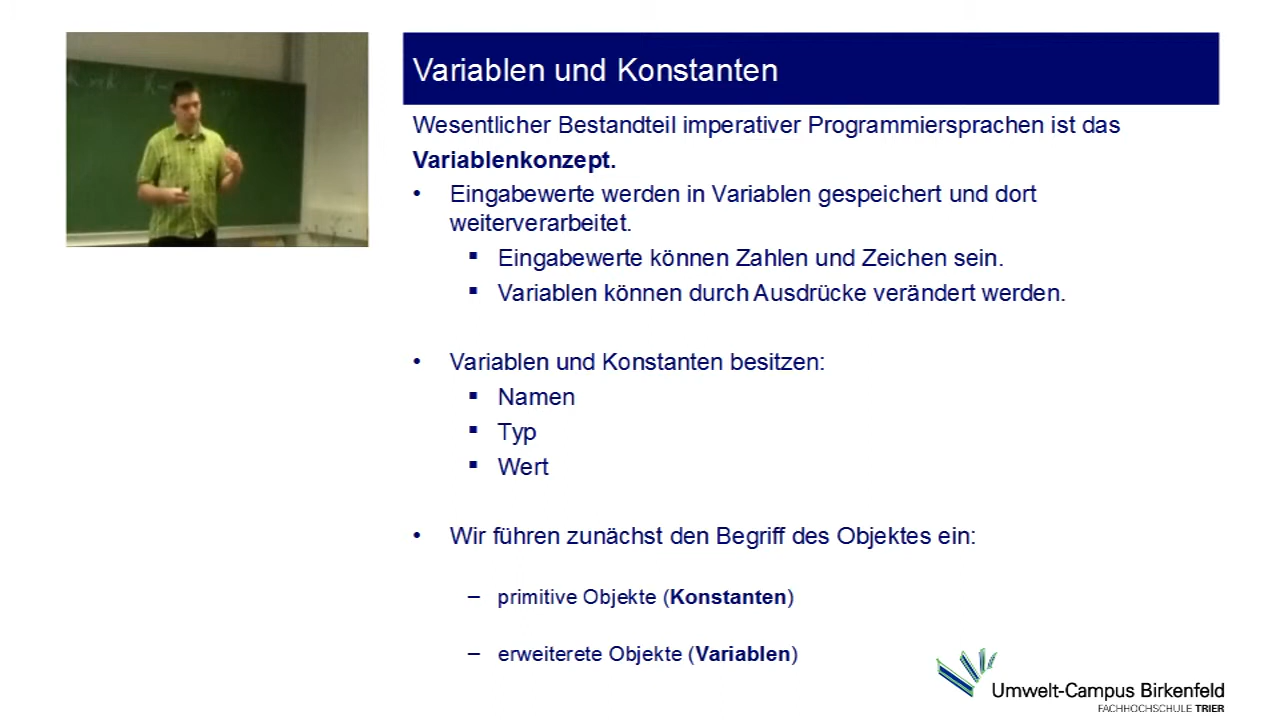 Variablen und Konstanten
Wesentlicher Bestandteil imperativer Programmiersprachen ist das
Variablenkonzept.
• Eingabewerte werden in Variablen gespeichert und dort
weiterverarbeitet.
▪ Eingabewerte können Zahlen und Zeichen sein.
▪ Variablen können durch Ausdrücke verändert werden.
• Variablen und Konstanten besitzen:
▪ Namen
▪ Typ
▪ Wert
• Wir führen zunächst den Begriff des Objektes ein:
– primitive Objekte (Konstanten)
– erweiterete Objekte (Variablen)
Umwelt-Campus Birkenfeld
FACHHOCHSCHULE TRIER